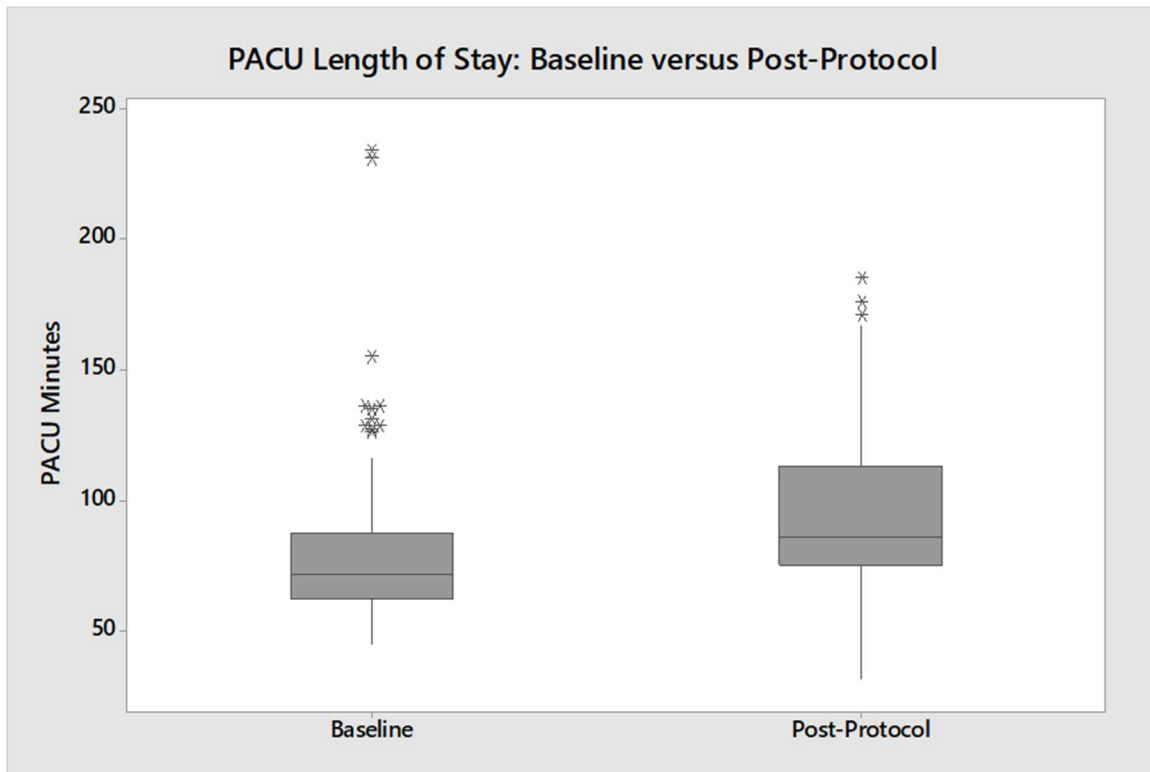 PACU Length of Stay: Baseline versus Post-Protocol
250
200
150
100
50
PACU Minutes
Baseline
Post-Protocol